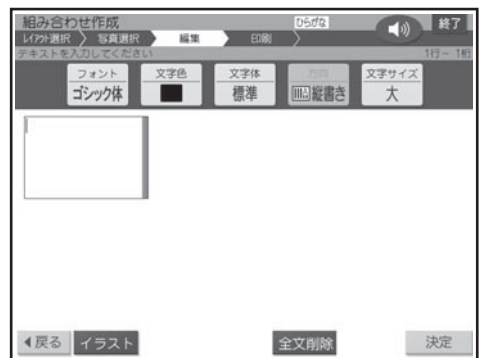 組み合わせ作成 ひらがな 終了
ﾚｲｱｳﾄ選択 〉 写真選択 編集 印刷 〉
テキストを入力してください 1行－ 1桁
フォント 文字色 文字体 方向 文字サイズ
ゴシック体 標準 縦書き 大
◀戻る イラスト 全文削除 決定